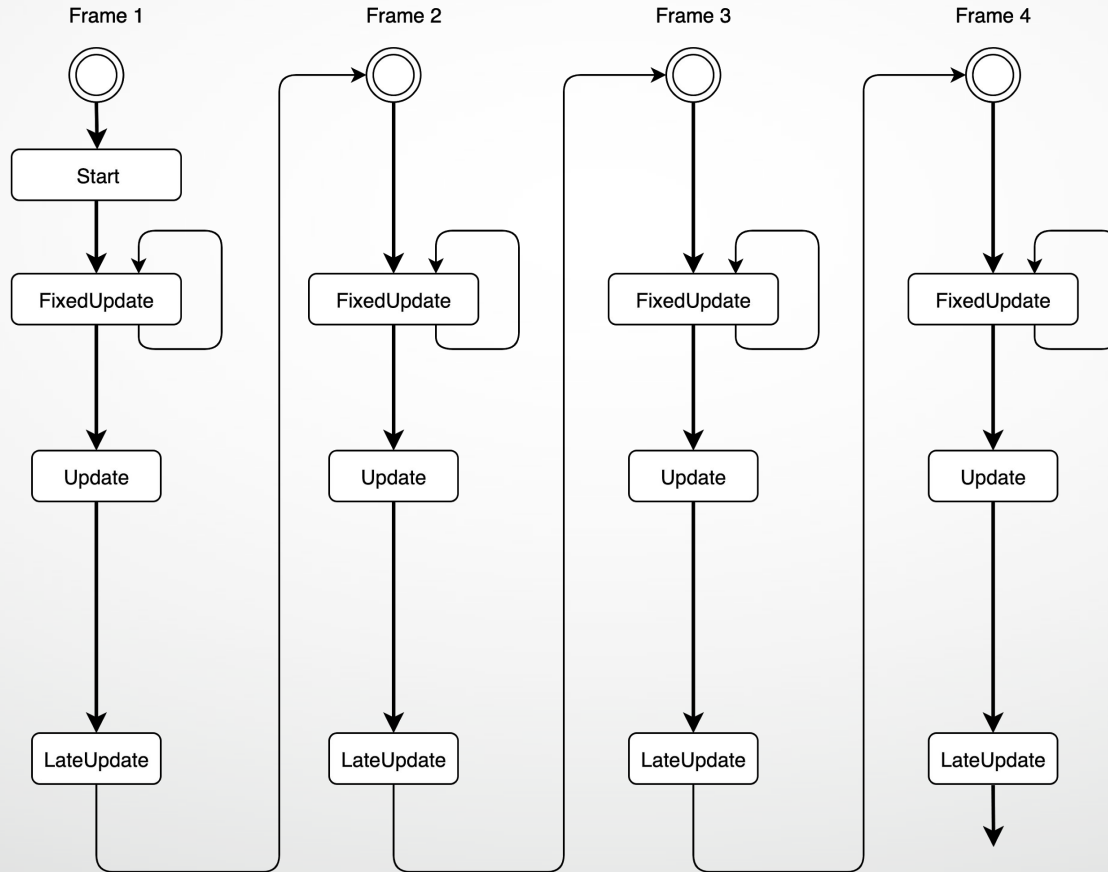 Frame 1
Frame 2
Frame 3
Frame 4
Start
FixedUpdate
FixedUpdate
FixedUpdate
FixedUpdate
Update
Update
Update
Update
LateUpdate
LateUpdate
LateUpdate
LateUpdate